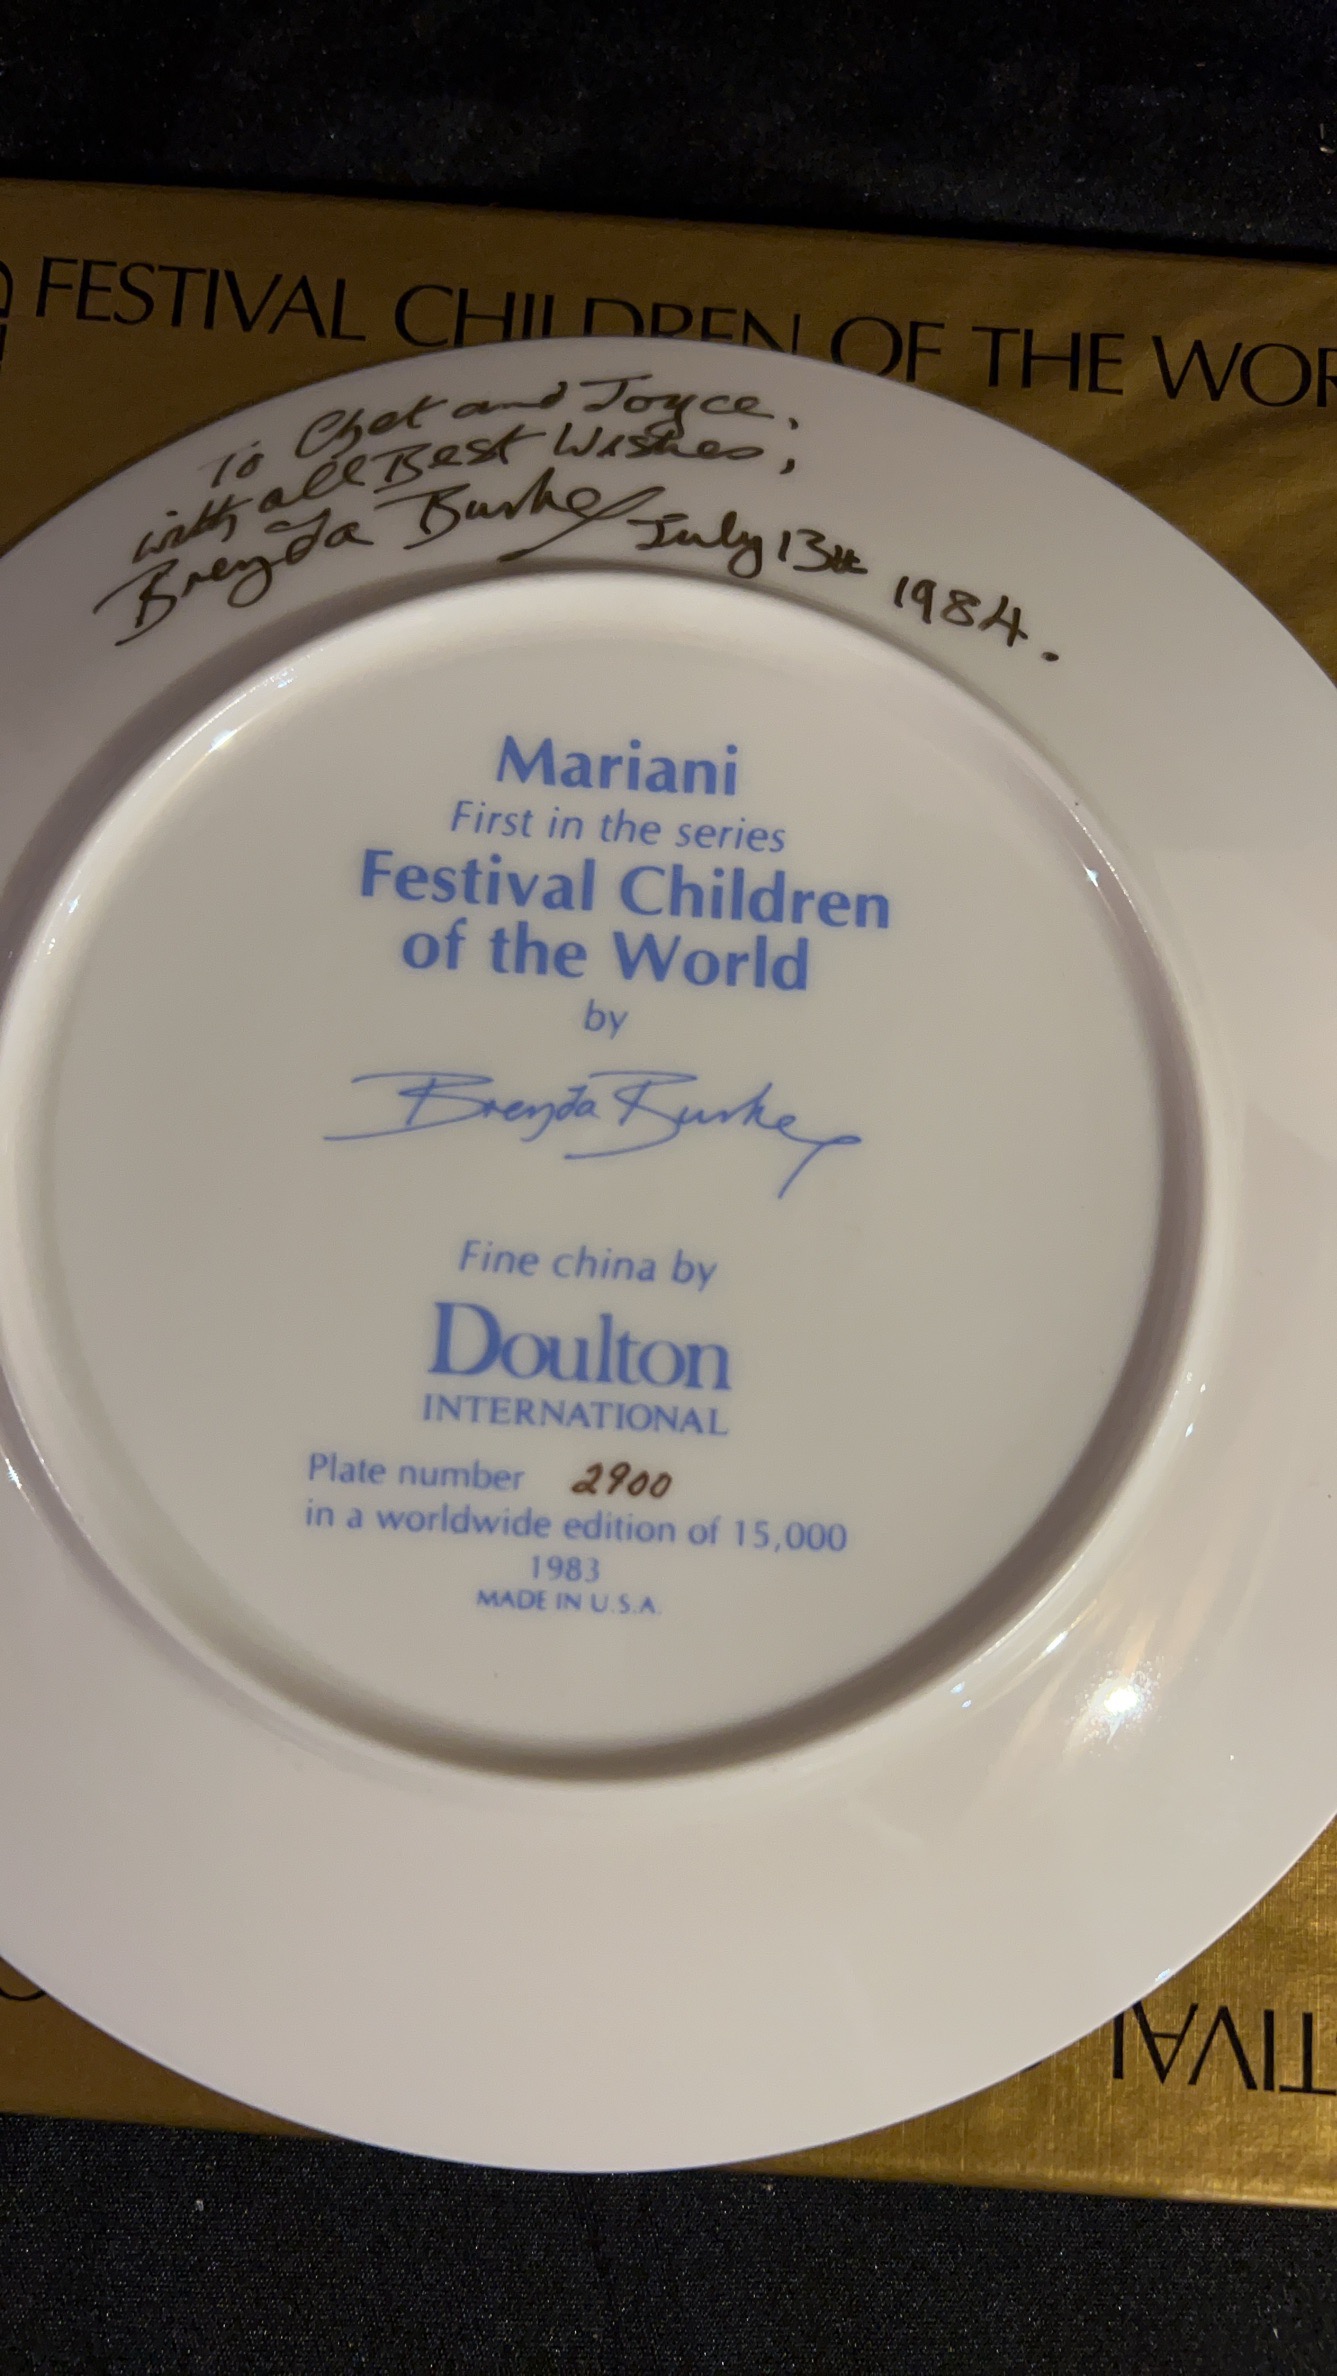 FESTIVAL CHILDREN OF THE WOR
To Chet and Joyce,
with all Best Wishes,
Brenda Burke July 13th 1984.
Mariani
First in the series
Festival Children
of the World
by
Brenda Burke
Fine china by
Doulton
INTERNATIONAL
Plate number 2900
in a worldwide edition of 15,000
1983
MADE IN U.S.A.
TIVAL